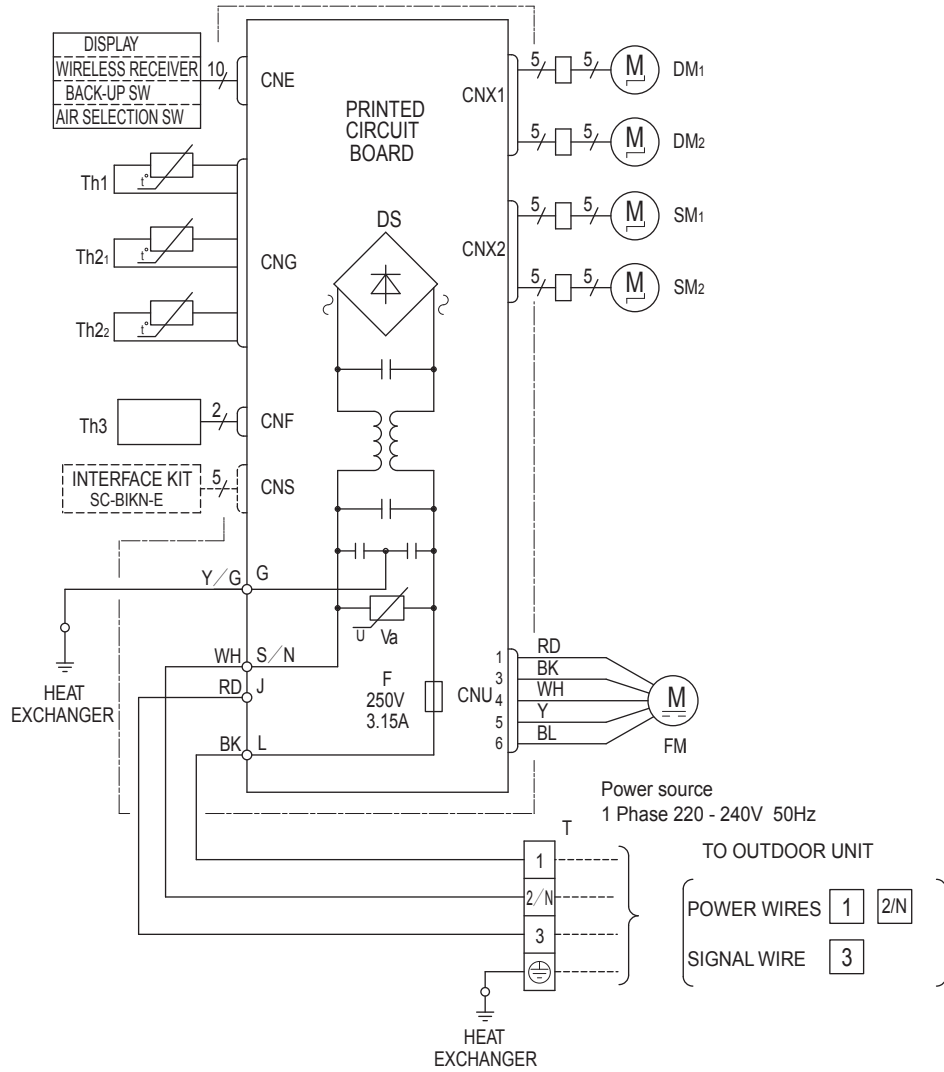 DISPLAY
WIRELESS RECEIVER
BACK-UP SW
AIR SELECTION SW
10
CNE
PRINTED
CIRCUIT
BOARD
CNX1
5
5
M
DM1
5
5
M
DM2
Th1
t°
Th21
t°
Th22
t°
CNG
DS
CNX2
5
5
M
SM1
5
5
M
SM2
Th3
2
CNF
INTERFACE KIT
SC-BIKN-E
5
CNS
Y/G
G
U
Va
HEAT
EXCHANGER
WH
S/N
RD
J
BK
L
F
250V
3.15A
CNU
1
RD
3
BK
4
WH
5
Y
6
BL
M
FM
Power source
1 Phase 220 - 240V 50Hz
T
1
2/N
3
TO OUTDOOR UNIT
POWER WIRES 1 2/N
SIGNAL WIRE 3
HEAT
EXCHANGER